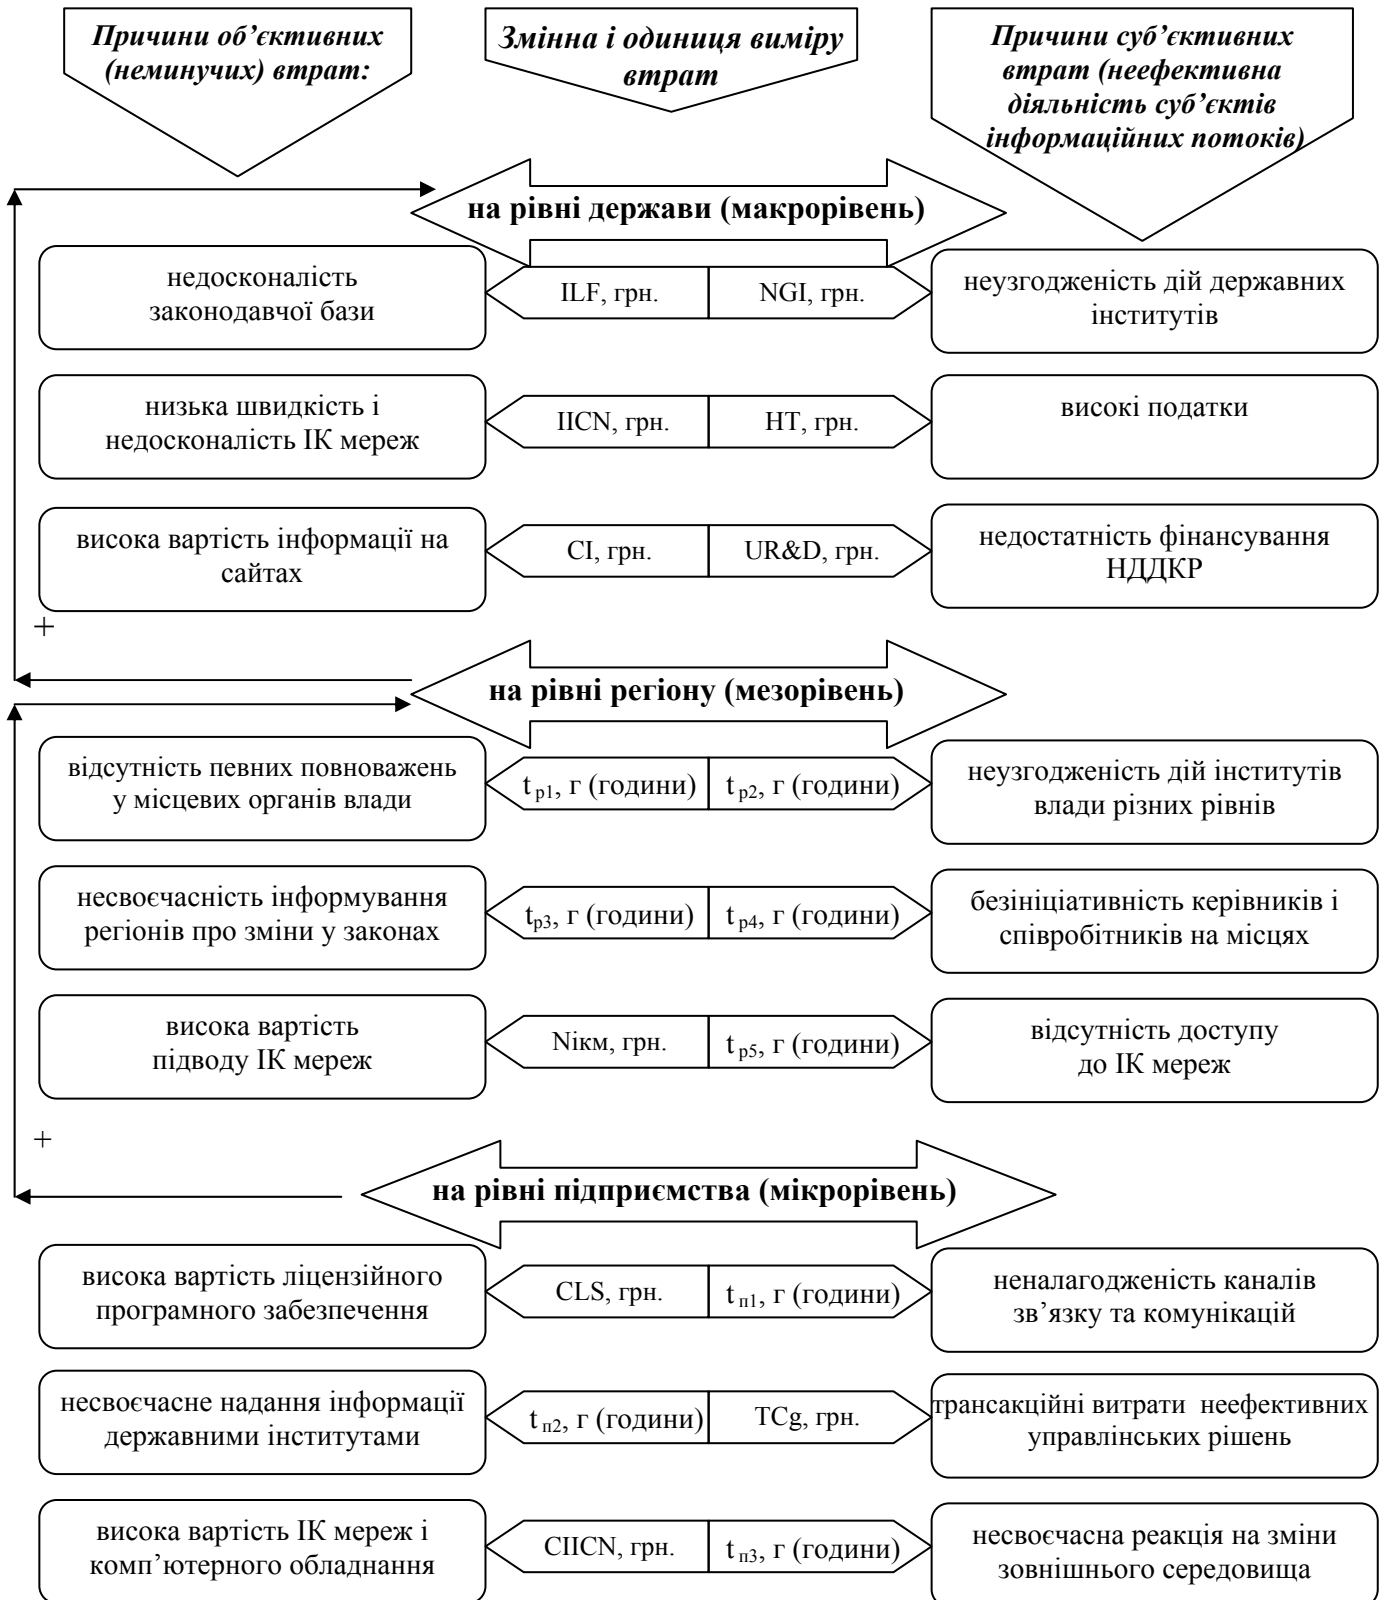 Причини об’єктивних
(неминучих) втрат:
Змінна і одиниця виміру
втрат
Причини суб’єктивних
втрат (неефективна
діяльність суб’єктів
інформаційних потоків)
на рівні держави (макрорівень)
недосконалість
законодавчої бази
ILF, грн.
NGI, грн.
неузгодженість дій державних
інститутів
низька швидкість і
недосконалість ІК мереж
IICN, грн.
HT, грн.
високі податки
висока вартість інформації на
сайтах
CI, грн.
UR&D, грн.
недостатність фінансування
НДДКР
+
на рівні регіону (мезорівень)
відсутність певних повноважень
у місцевих органів влади
t р1, г (години)
t р2, г (години)
неузгодженість дій інститутів
влади різних рівнів
несвоєчасність інформування
регіонів про зміни у законах
tр3, г (години)
t р4, г (години)
безініціативність керівників і
співробітників на місцях
висока вартість
підводу ІК мереж
Nікм, грн.
t р5, г (години)
відсутність доступу
до ІК мереж
+
на рівні підприємства (мікрорівень)
висока вартість ліцензійного
програмного забезпечення
CLS, грн.
t п1, г (години)
неналагодженість каналів
зв’язку та комунікацій
несвоєчасне надання інформації
державними інститутами
t п2, г (години)
TCg, грн.
трансакційні витрати неефективних
управлінських рішень
висока вартість ІК мереж і
комп’ютерного обладнання
CIICN, грн.
t п3, г (години)
несвоєчасна реакція на зміни
зовнішнього середовища